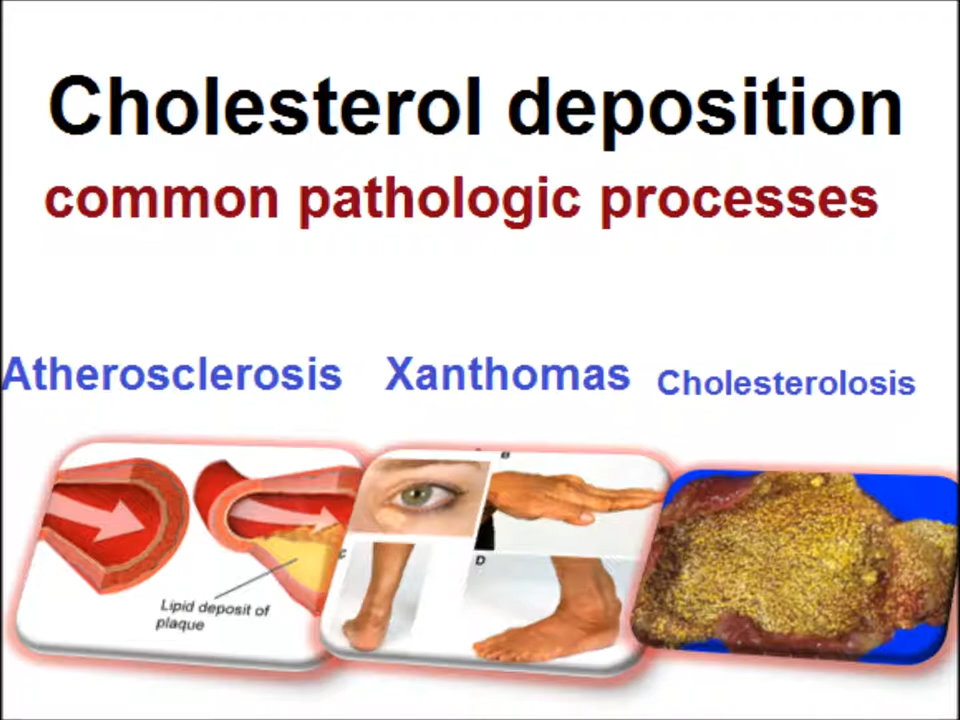 Cholesterol deposition
common pathologic processes
Atherosclerosis Xanthomas Cholesterolosis
B
C
D
Lipid deposit of
plaque